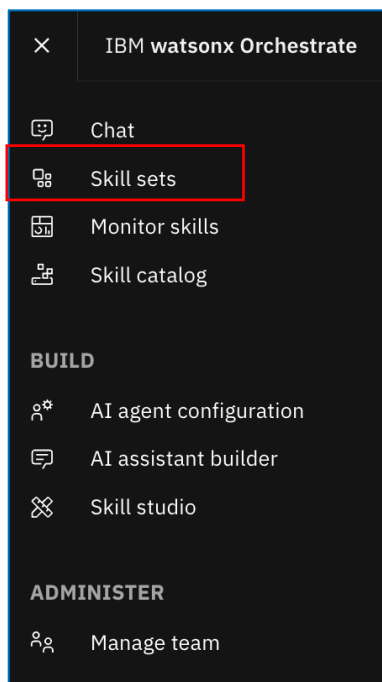 IBM watsonx Orchestrate
Chat
Skill sets
Monitor skills
Skill catalog
BUILD
AI agent configuration
AI assistant builder
Skill studio
ADMINISTER
Manage team